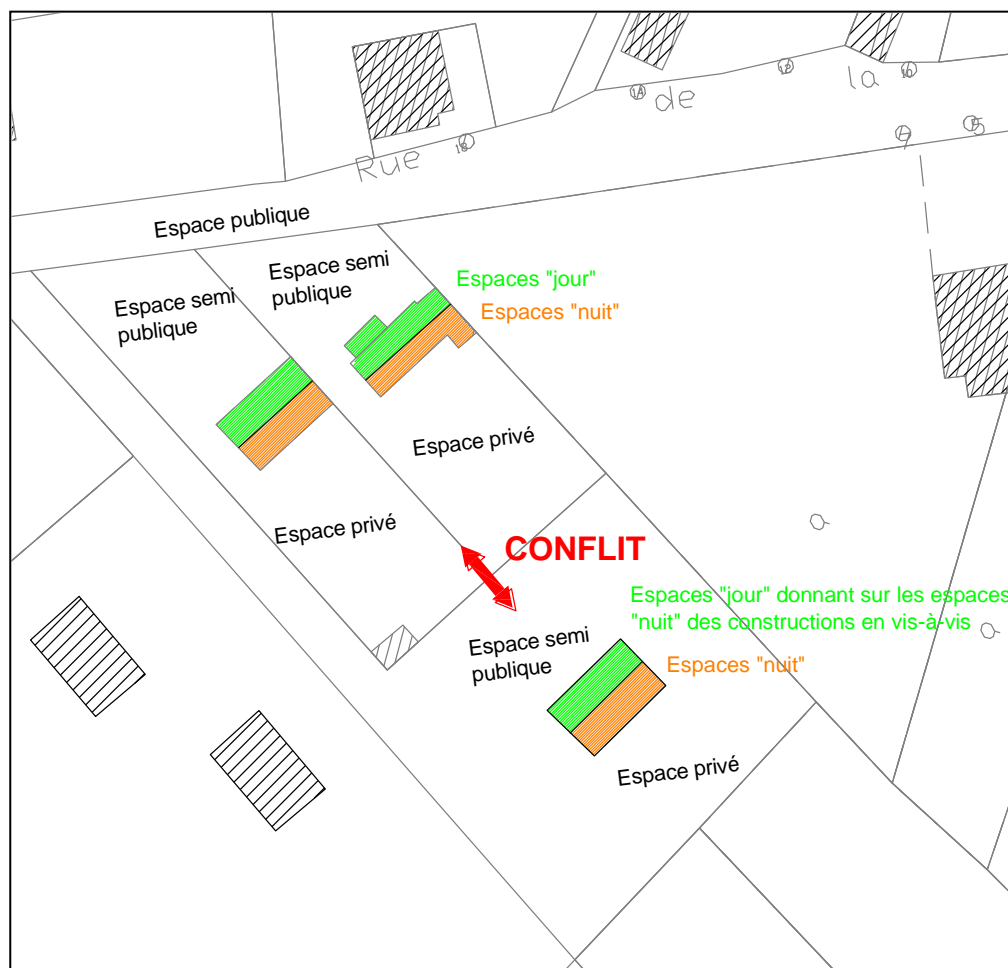 18
14
12
10
Rue de la
5
Espace publique
Espace semi
publique
Espace semi
publique
Espaces "jour"
Espaces "nuit"
Espace privé
Espace privé
CONFLIT
Espaces "jour" donnant sur les espaces
"nuit" des constructions en vis-à-vis
Espace semi
publique
Espaces "nuit"
Espace privé